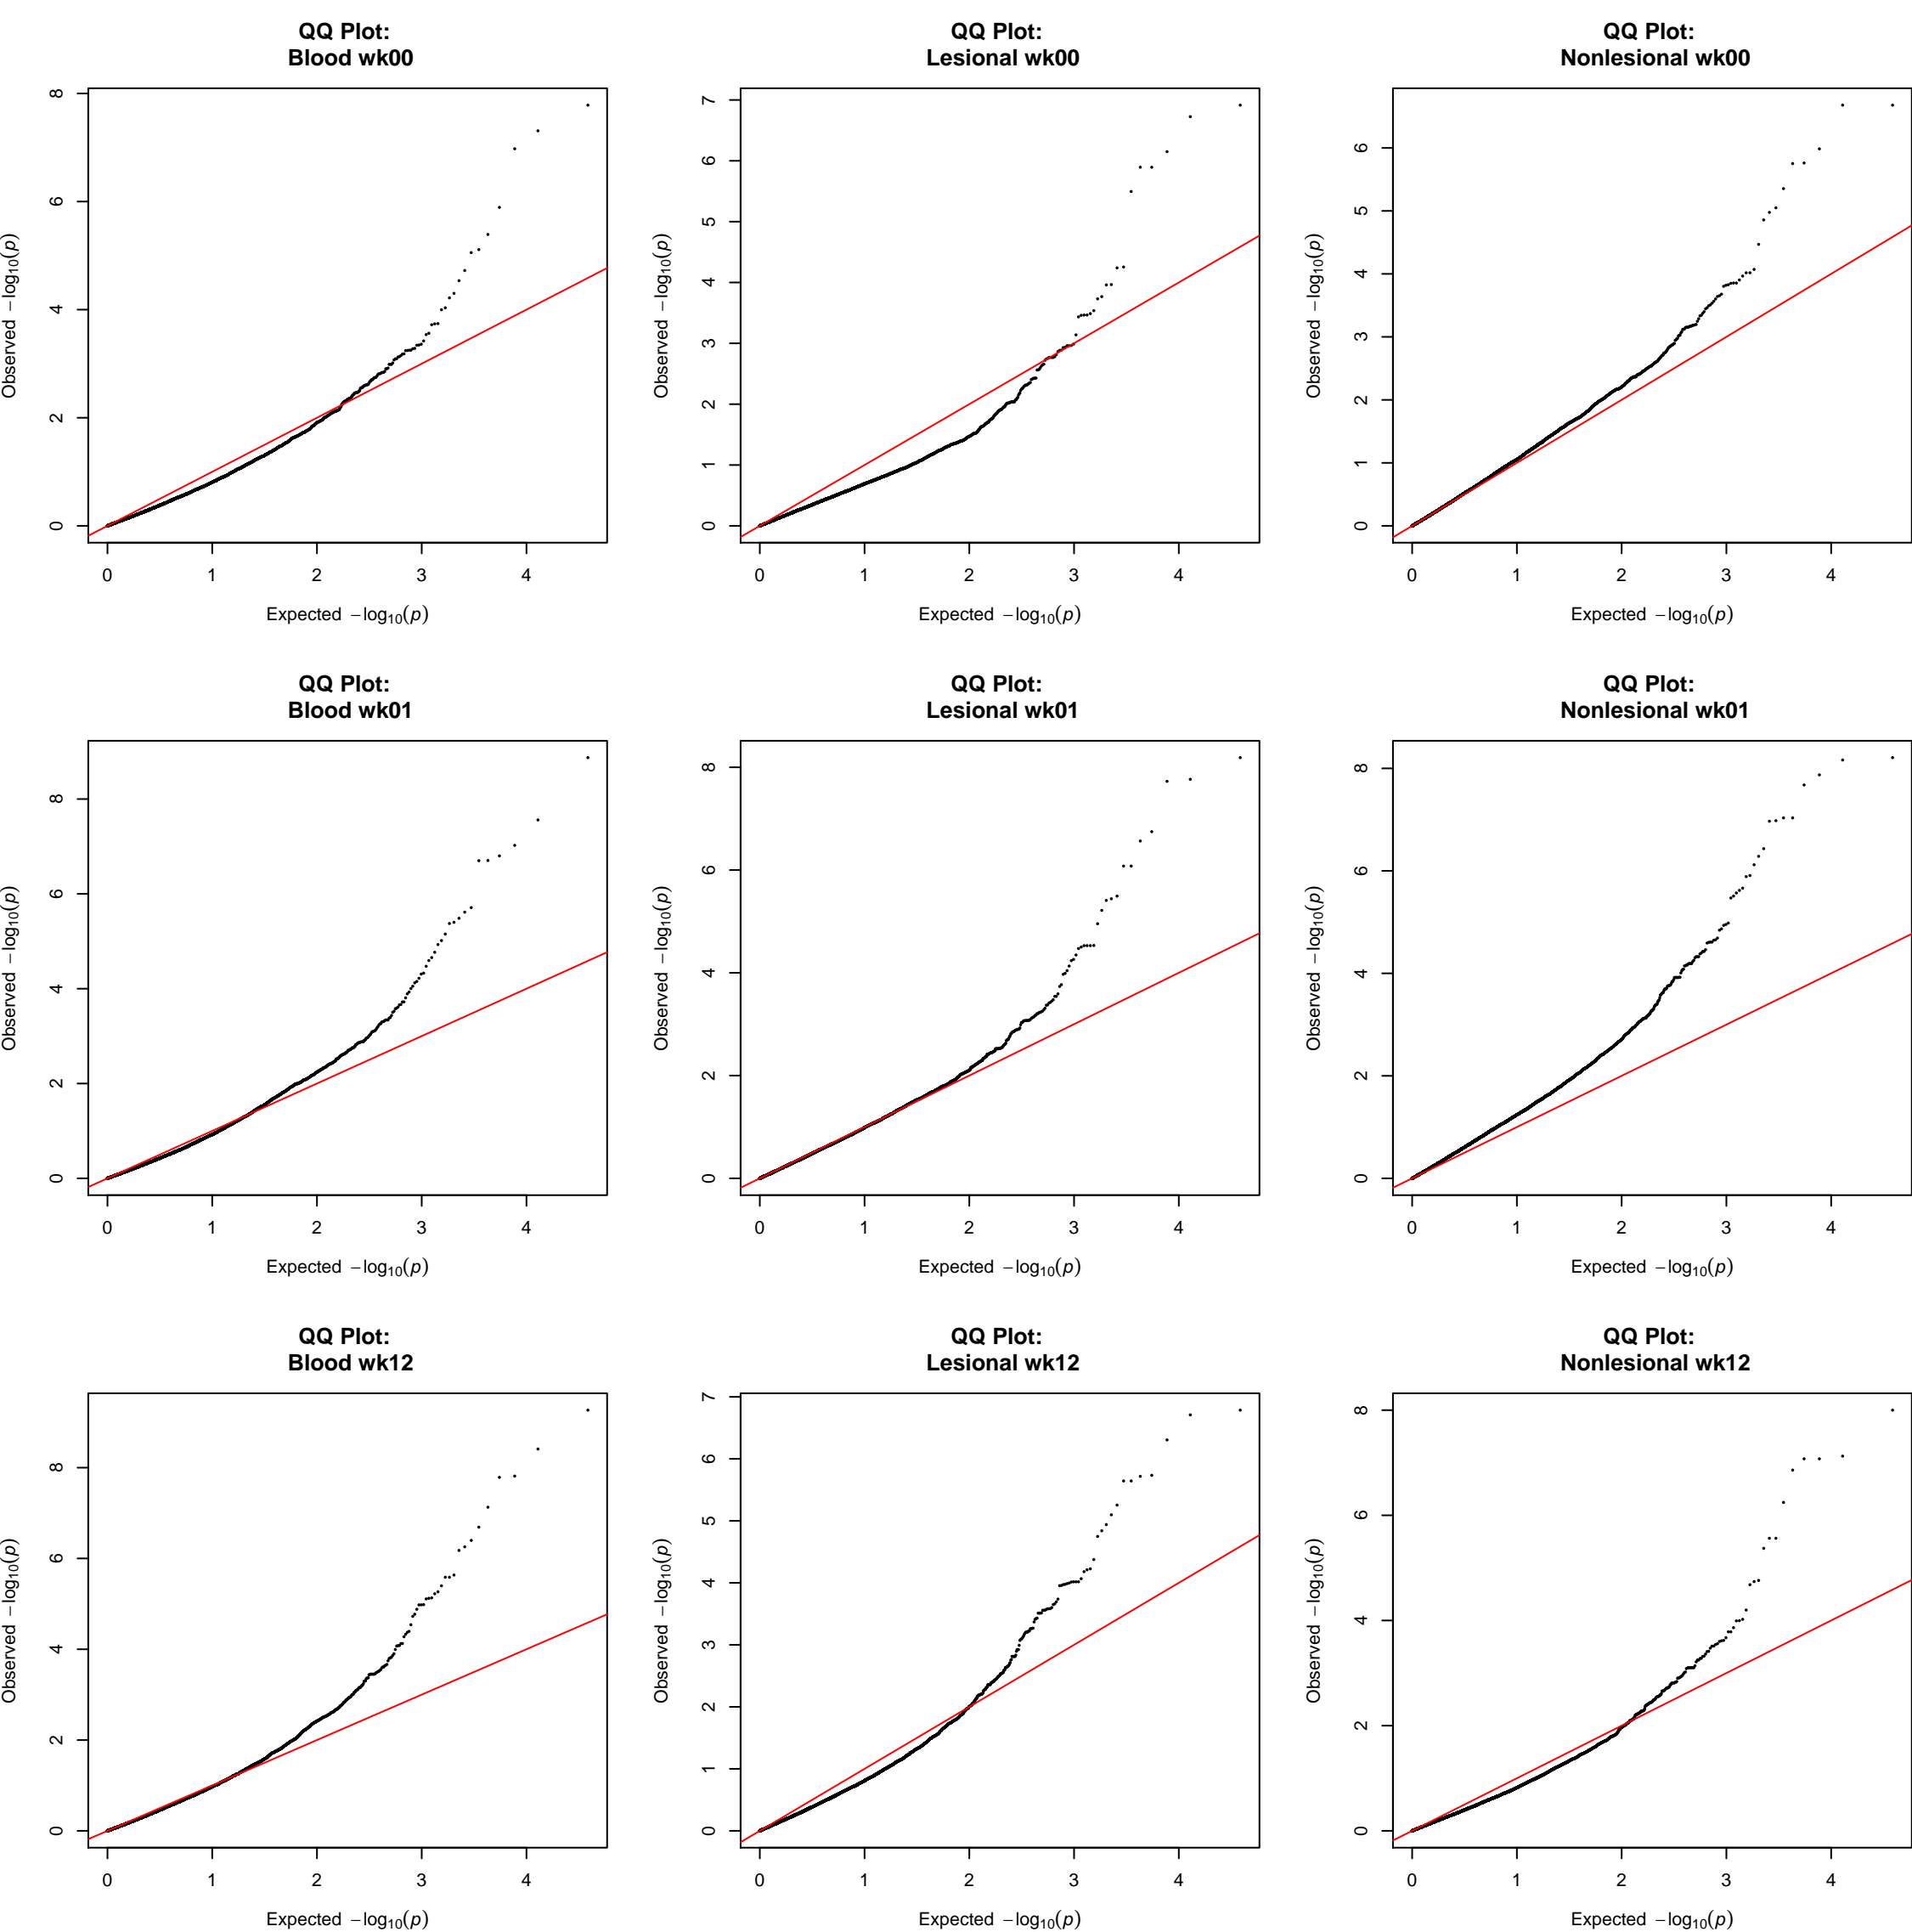 QQ Plot:
Blood wk00
Observed −log10(p)
0 2 4 6 8
0 1 2 3 4
Expected −log10(p)
QQ Plot:
Lesional wk00
Observed −log10(p)
0 1 2 3 4 5 6 7
0 1 2 3 4
Expected −log10(p)
QQ Plot:
Nonlesional wk00
Observed −log10(p)
0 1 2 3 4 5 6
0 1 2 3 4
Expected −log10(p)
QQ Plot:
Blood wk01
Observed −log10(p)
0 2 4 6 8
0 1 2 3 4
Expected −log10(p)
QQ Plot:
Lesional wk01
Observed −log10(p)
0 2 4 6 8
0 1 2 3 4
Expected −log10(p)
QQ Plot:
Nonlesional wk01
Observed −log10(p)
0 2 4 6 8
0 1 2 3 4
Expected −log10(p)
QQ Plot:
Blood wk12
Observed −log10(p)
0 2 4 6 8
0 1 2 3 4
Expected −log10(p)
QQ Plot:
Lesional wk12
Observed −log10(p)
0 1 2 3 4 5 6 7
0 1 2 3 4
Expected −log10(p)
QQ Plot:
Nonlesional wk12
Observed −log10(p)
0 2 4 6 8
0 1 2 3 4
Expected −log10(p)